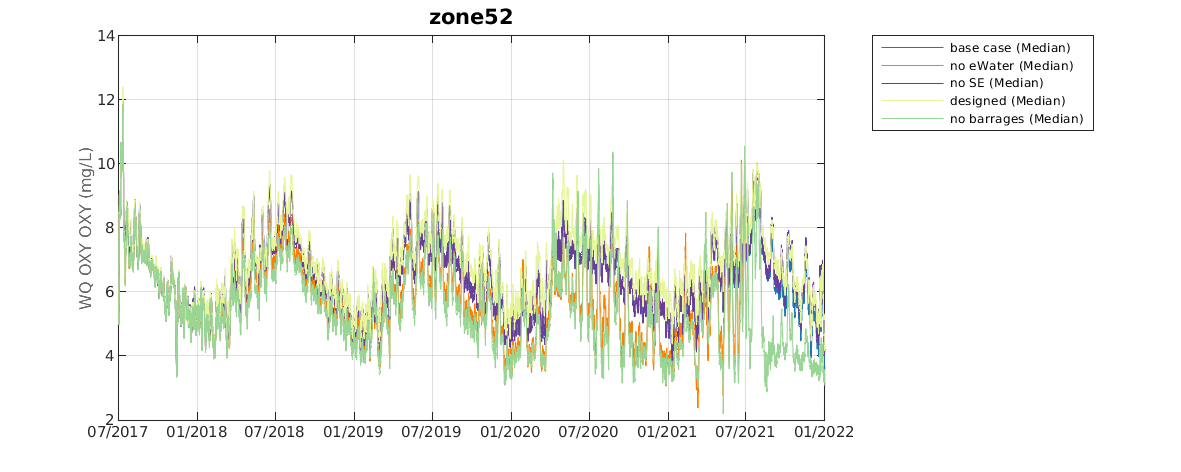 zone52
14
12
10
8
6
4
2
WQ OXY OXY (mg/L)
07/2017 01/2018 07/2018 01/2019 07/2019 01/2020 07/2020 01/2021 07/2021 01/2022
base case (Median)
no eWater (Median)
no SE (Median)
designed (Median)
no barrages (Median)